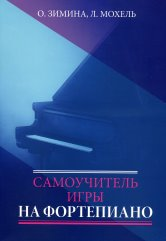 О. ЗИМИНА, Л. МОХЕЛЬ
САМОУЧИТЕЛЬ
ИГРЫ
НА ФОРТЕПИАНО